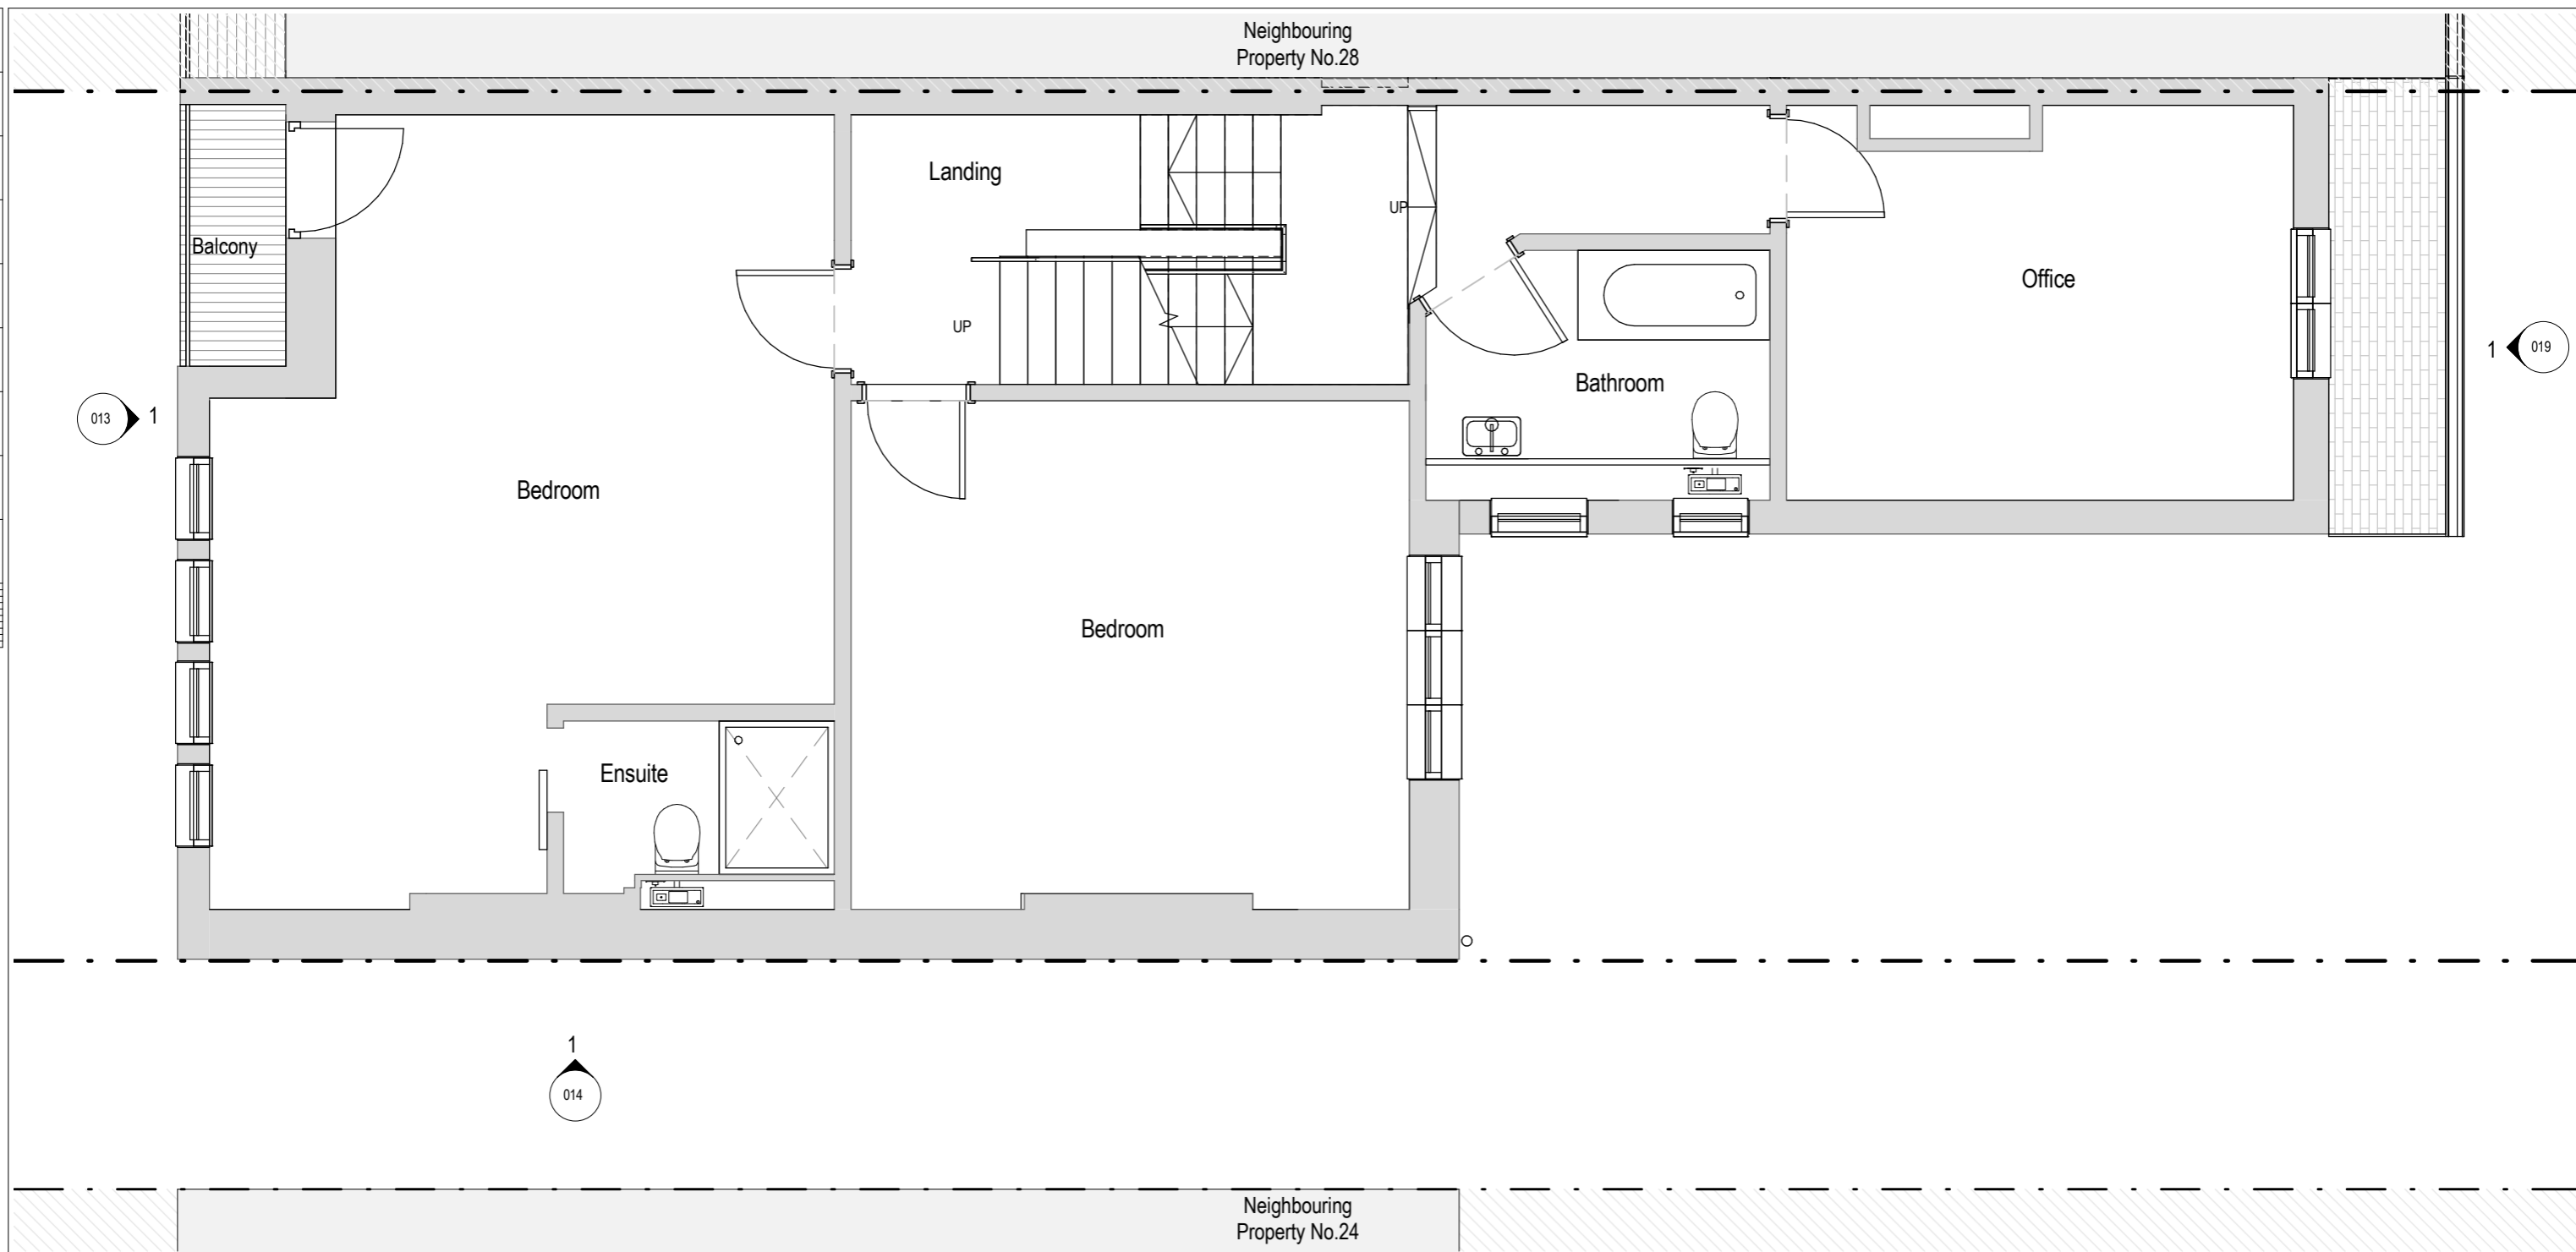 Neighbouring
Property No.28
Landing
UP
Balcony
Office
UP
1 019
Bathroom
013 1
Bedroom
Bedroom
Ensuite
1
014
Neighbouring
Property No.24